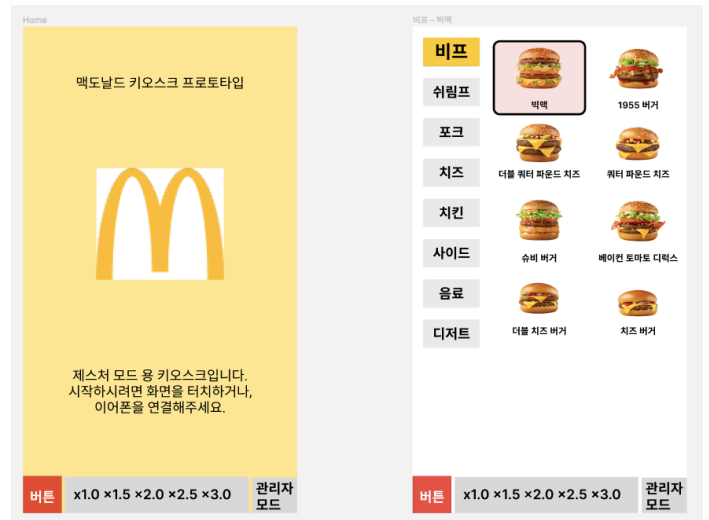 Home
맥도날드 키오스크 프로토타입
제스처 모드 용 키오스크입니다.
시작하시려면 화면을 터치하거나,
이어폰을 연결해주세요.
버튼
x1.0 ×1.5 ×2.0 ×2.5 ×3.0
관리자
모드
비프 - 빅맥
비프
쉬림프
포크
치즈
치킨
사이드
음료
디저트
빅맥
1955 버거
더블 쿼터 파운드 치즈
쿼터 파운드 치즈
슈비 버거
베이컨 토마토 디럭스
더블 치즈 버거
치즈 버거
버튼
x1.0 ×1.5 ×2.0 ×2.5 ×3.0
관리자
모드